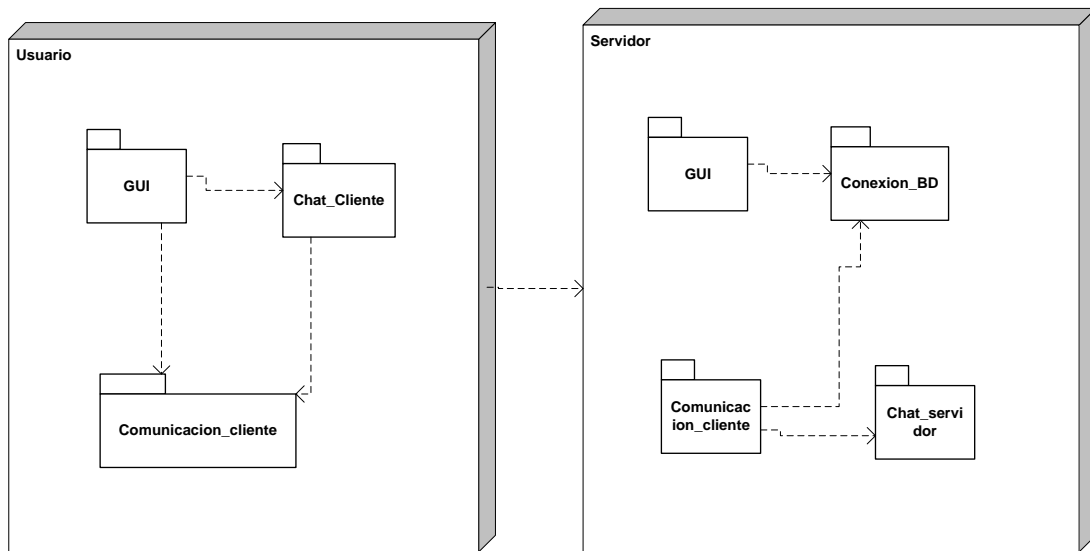 Usuario
GUI
Chat_Cliente
Comunicacion_cliente
Servidor
GUI
Conexion_BD
Comunicac
ion_cliente
Chat_servi
dor